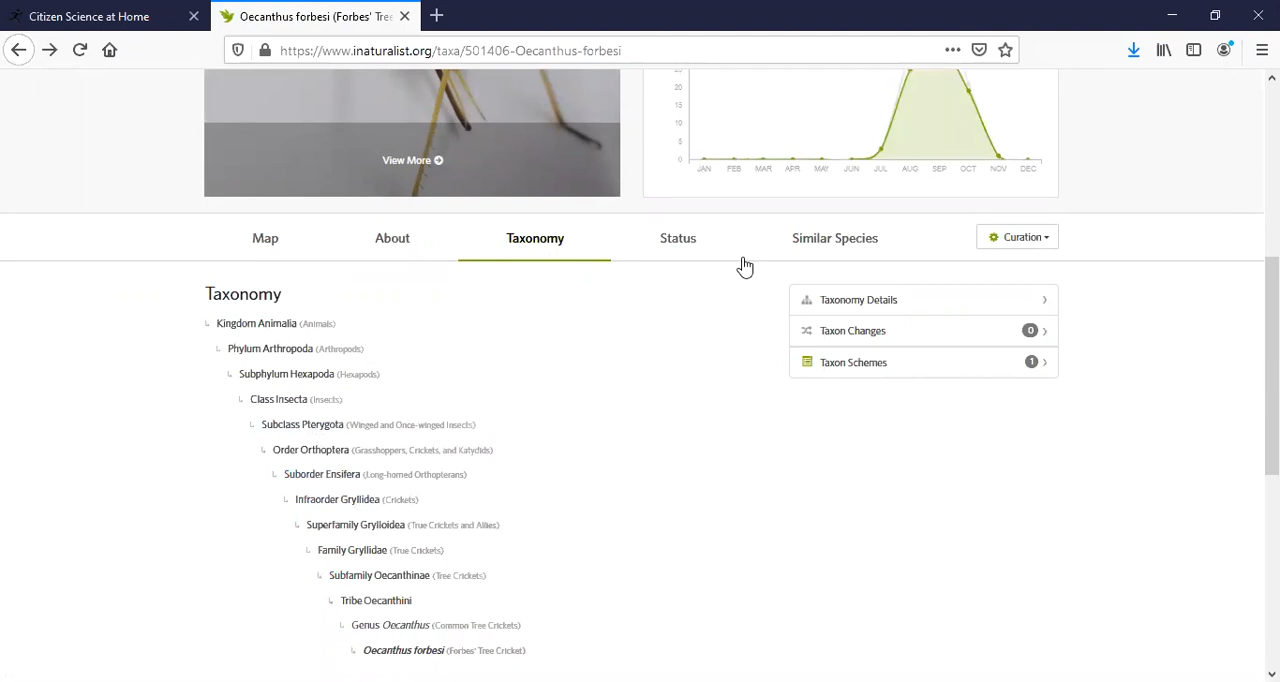 Citizen Science at Home
Oecanthus forbesi (Forbes' Tree
https://www.inaturalist.org/taxa/501406-Oecanthus-forbesi
View More
25
20
15
10
5
0
JAN FEB MAR APR MAY JUN JUL AUG SEP OCT NOV DEC
Map About Taxonomy Status Similar Species Curation
Taxonomy
Kingdom Animalia (Animals)
Phylum Arthropoda (Arthropods)
Subphylum Hexapoda (Hexapods)
Class Insecta (Insects)
Subclass Pterygota (Winged and Once-winged Insects)
Order Orthoptera (Grasshoppers, Crickets, and Katydids)
Suborder Ensifera (Long-horned Orthopterans)
Infraorder Gryllidea (Crickets)
Superfamily Grylloidea (True Crickets and Allies)
Family Gryllidae (True Crickets)
Subfamily Oecanthinae (Tree Crickets)
Tribe Oecanthini
Genus Oecanthus (Common Tree Crickets)
Oecanthus forbesi (Forbes' Tree Cricket)
Taxonomy Details
Taxon Changes 0
Taxon Schemes 1